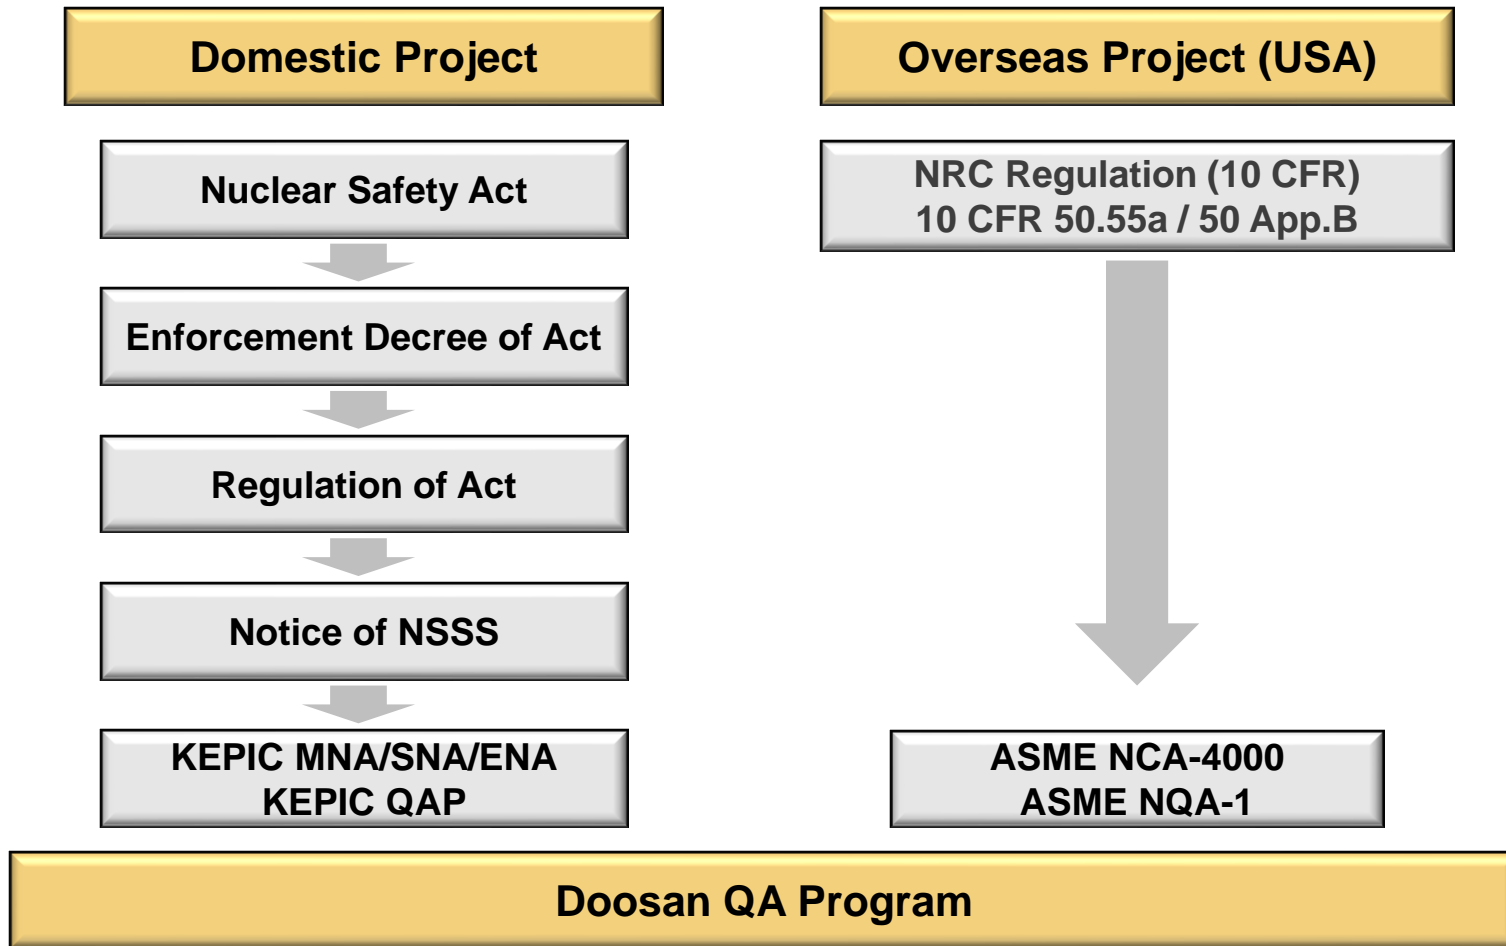 Domestic Project
Overseas Project (USA)
Nuclear Safety Act
NRC Regulation (10 CFR)
10 CFR 50.55a / 50 App.B
Enforcement Decree of Act
Regulation of Act
Notice of NSSS
KEPIC MNA/SNA/ENA
KEPIC QAP
ASME NCA-4000
ASME NQA-1
Doosan QA Program